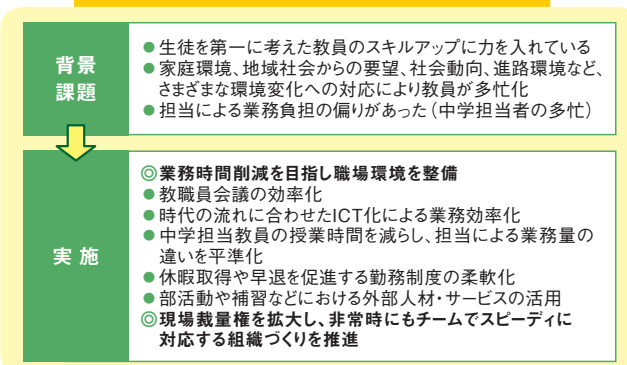 背景
課題
●生徒を第一に考えた教員のスキルアップに力を入れている
●家庭環境、地域社会からの要望、社会動向、進路環境など、
さまざまな環境変化への対応により教員が多忙化
●担当による業務負担の偏りがあった（中学担当者の多忙）
実 施
◎業務時間削減を目指し職場環境を整備
●教職員会議の効率化
●時代の流れに合わせたICT化による業務効率化
●中学担当教員の授業時間を減らし、担当による業務量の
違いを平準化
●休暇取得や早退を促進する勤務制度の柔軟化
●部活動や補習などにおける外部人材・サービスの活用
◎現場裁量権を拡大し、非常時にもチームでスピーディに
対応する組織づくりを推進